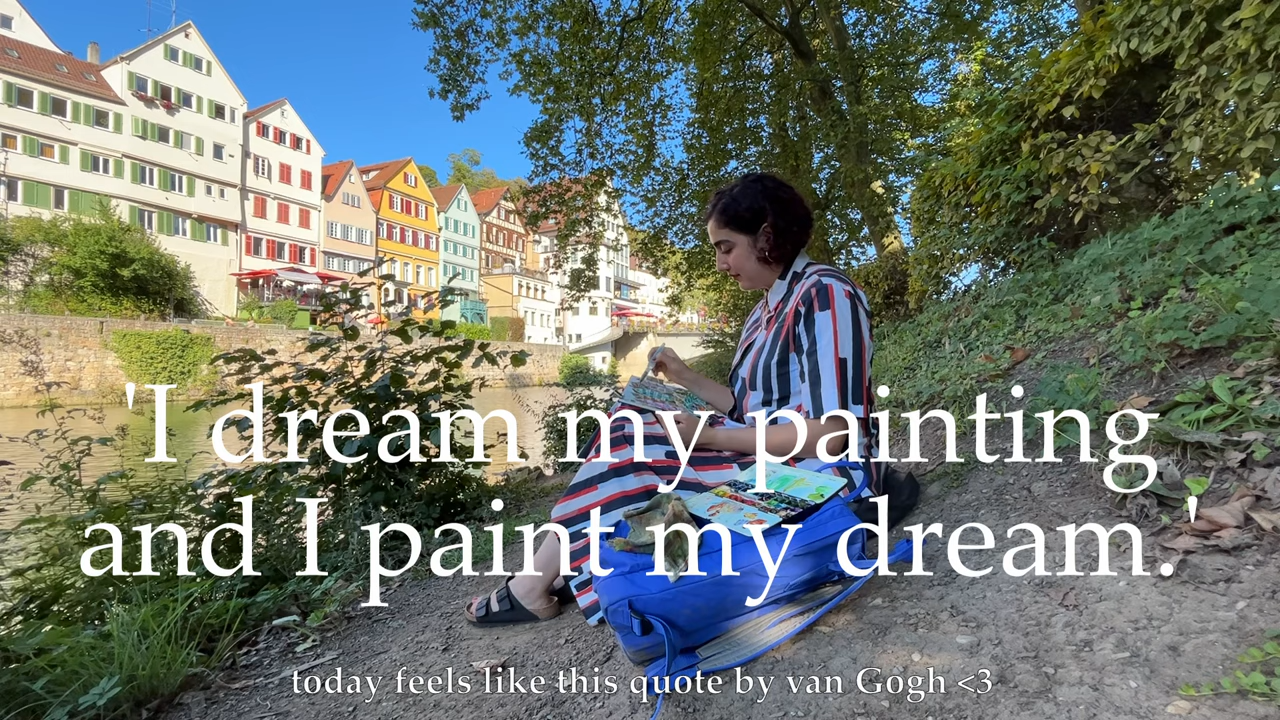 'I dream my painting
and I paint my dream.'
today feels like this quote by van Gogh <3